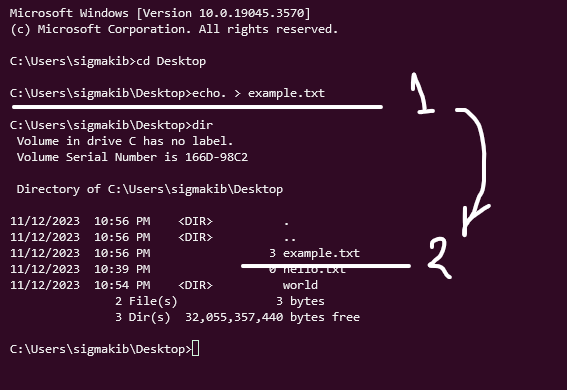 Microsoft Windows [Version 10.0.19045.3570]
(c) Microsoft Corporation. All rights reserved.
C:\Users\sigmakib>cd Desktop
C:\Users\sigmakib\Desktop>echo. > example.txt
1
C:\Users\sigmakib\Desktop>dir
Volume in drive C has no label.
Volume Serial Number is 166D-98C2
Directory of C:\Users\sigmakib\Desktop
11/12/2023 10:56 PM <DIR> .
11/12/2023 10:56 PM <DIR> ..
11/12/2023 10:56 PM 3 example.txt
2
11/12/2023 10:39 PM 0 hello.txt
11/12/2023 10:54 PM <DIR> world
2 File(s) 3 bytes
3 Dir(s) 32,055,357,440 bytes free
C:\Users\sigmakib\Desktop>